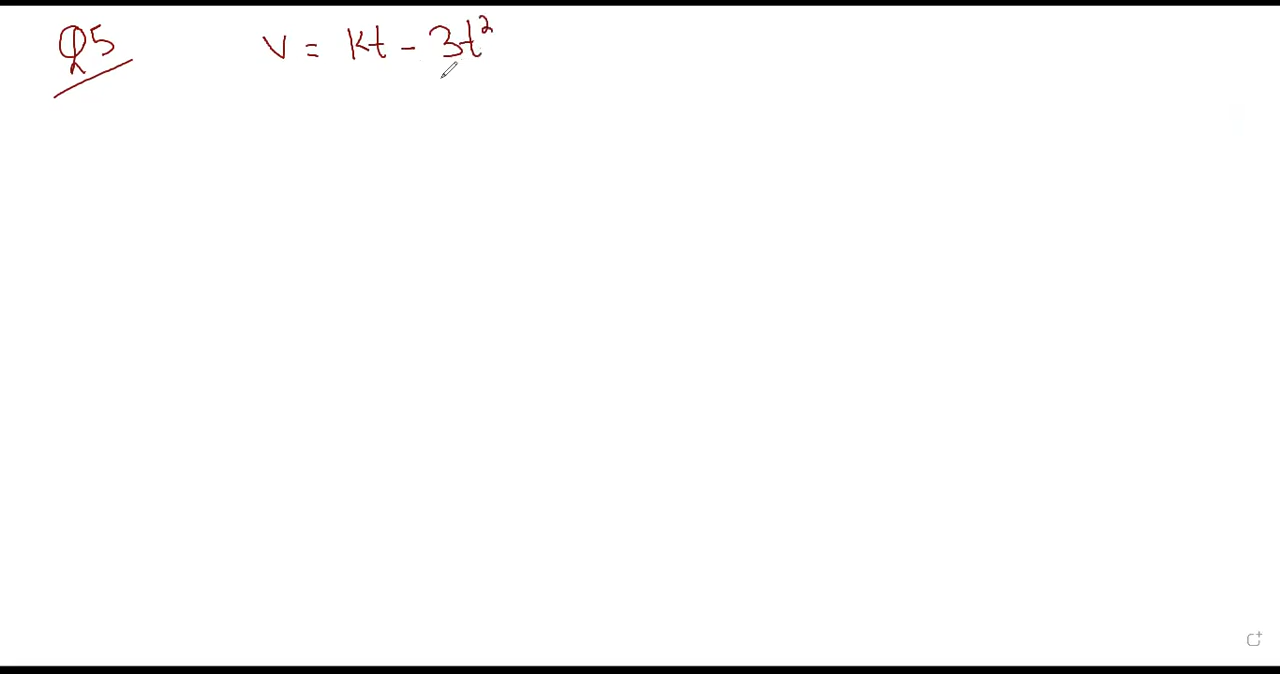 Q5 v = kt - 3t²